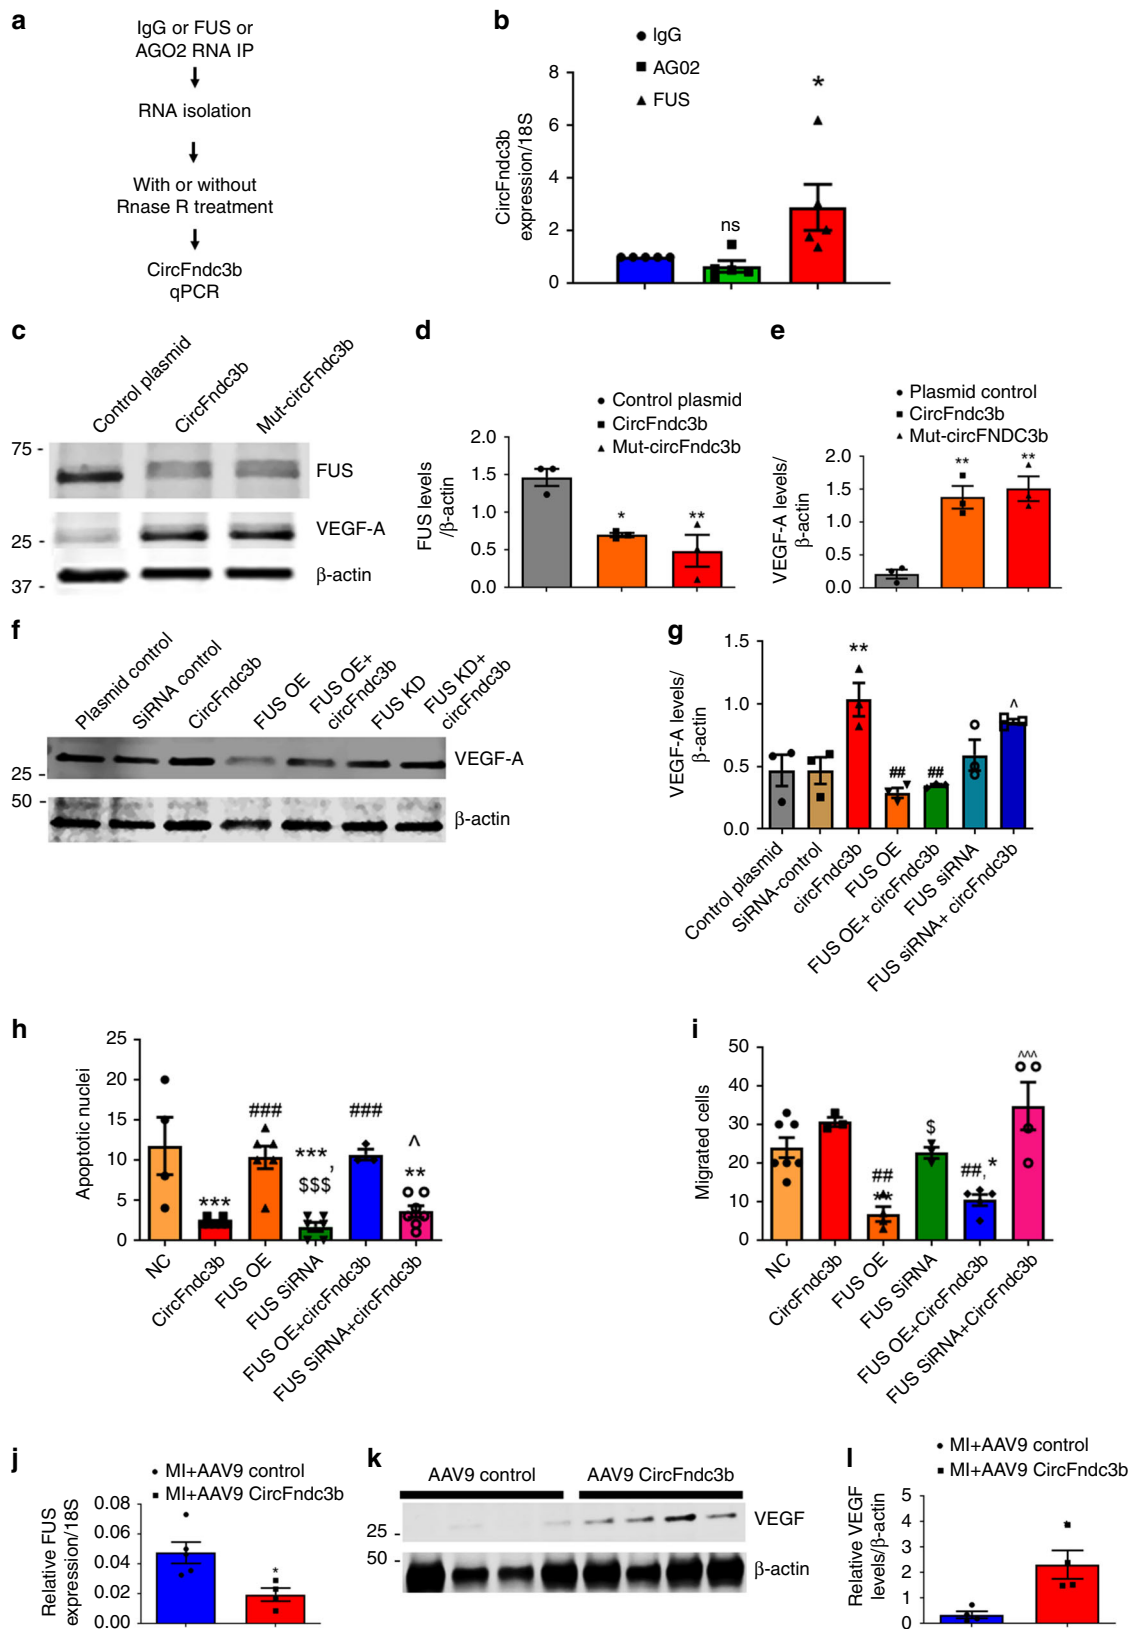 a
IgG or FUS or
AGO2 RNA IP
RNA isolation
With or without
Rnase R treatment
CircFndc3b
qPCR
b
IgG
AG02
FUS
CircFndc3b
expression/18S
8
6
4
2
0
ns
*
c
Control plasmid
CircFndc3b
Mut-circFndc3b
75 -
FUS
VEGF-A
25 -
β-actin
37 -
d
Control plasmid
CircFndc3b
Mut-circFndc3b
FUS levels
/β-actin
2.0
1.5
1.0
0.5
0.0
*
**
e
Plasmid control
CircFndc3b
Mut-circFNDC3b
VEGF-A levels/
β-actin
2.0
1.5
1.0
0.5
0.0
**
**
f
Plasmid control
SiRNA control
CircFndc3b
FUS OE
FUS OE+
circFndc3b
FUS KD
FUS KD+
circFndc3b
VEGF-A
25 -
50 -
β-actin
g
VEGF-A levels/
β-actin
1.5
1.0
0.5
0.0
**
##
##
^
Control plasmid
SiRNA-control
circFndc3b
FUS OE
FUS OE+ circFndc3b
FUS siRNA
FUS siRNA+ circFndc3b
h
Apoptotic nuclei
25
20
15
10
5
0
***
###
***,
$$$
###
^
**
NC
CircFndc3b
FUS OE
FUS SiRNA
FUS OE+circFndc3b
FUS SiRNA+circFndc3b
i
Migrated cells
50
40
30
20
10
0
##
**
$
##,*
^^^
NC
CircFndc3b
FUS OE
FUS SiRNA
FUS OE+CircFndc3b
FUS SiRNA+CircFndc3b
j
MI+AAV9 control
MI+AAV9 CircFndc3b
Relative FUS
expression/18S
0.08
0.06
0.04
0.02
0.00
*
k
AAV9 control
AAV9 CircFndc3b
VEGF
25 -
50 -
β-actin
l
MI+AAV9 control
MI+AAV9 CircFndc3b
Relative VEGF
levels/β-actin
5
4
3
2
1
0